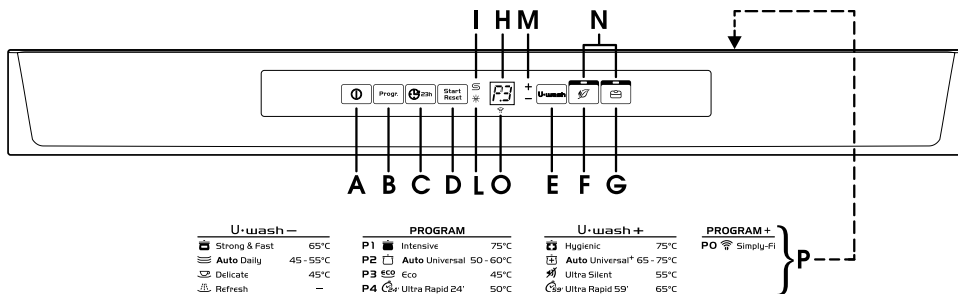 I H M N
Progr. 23h Start Reset P3 + − U-wash
A B C D L O E F G
U·wash −
Strong & Fast 65°C
Auto Daily 45-55°C
Delicate 45°C
Refresh –
PROGRAM
P1 Intensive 75°C
P2 Auto Universal 50-60°C
P3 ECO Eco 45°C
P4 24' Ultra Rapid 24' 50°C
U·wash +
Hygienic 75°C
Auto Universal+ 65-75°C
Ultra Silent 55°C
59' Ultra Rapid 59' 65°C
PROGRAM +
P0 Simply-Fi
P